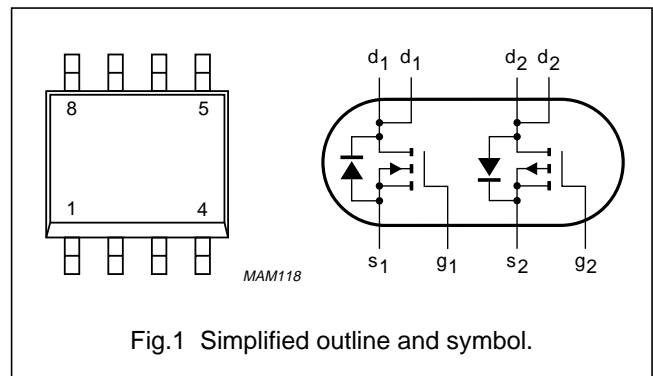 d1 d1 d2 d2
8 5
1 4
s1 g1 s2 g2
MAM118
Fig.1 Simplified outline and symbol.